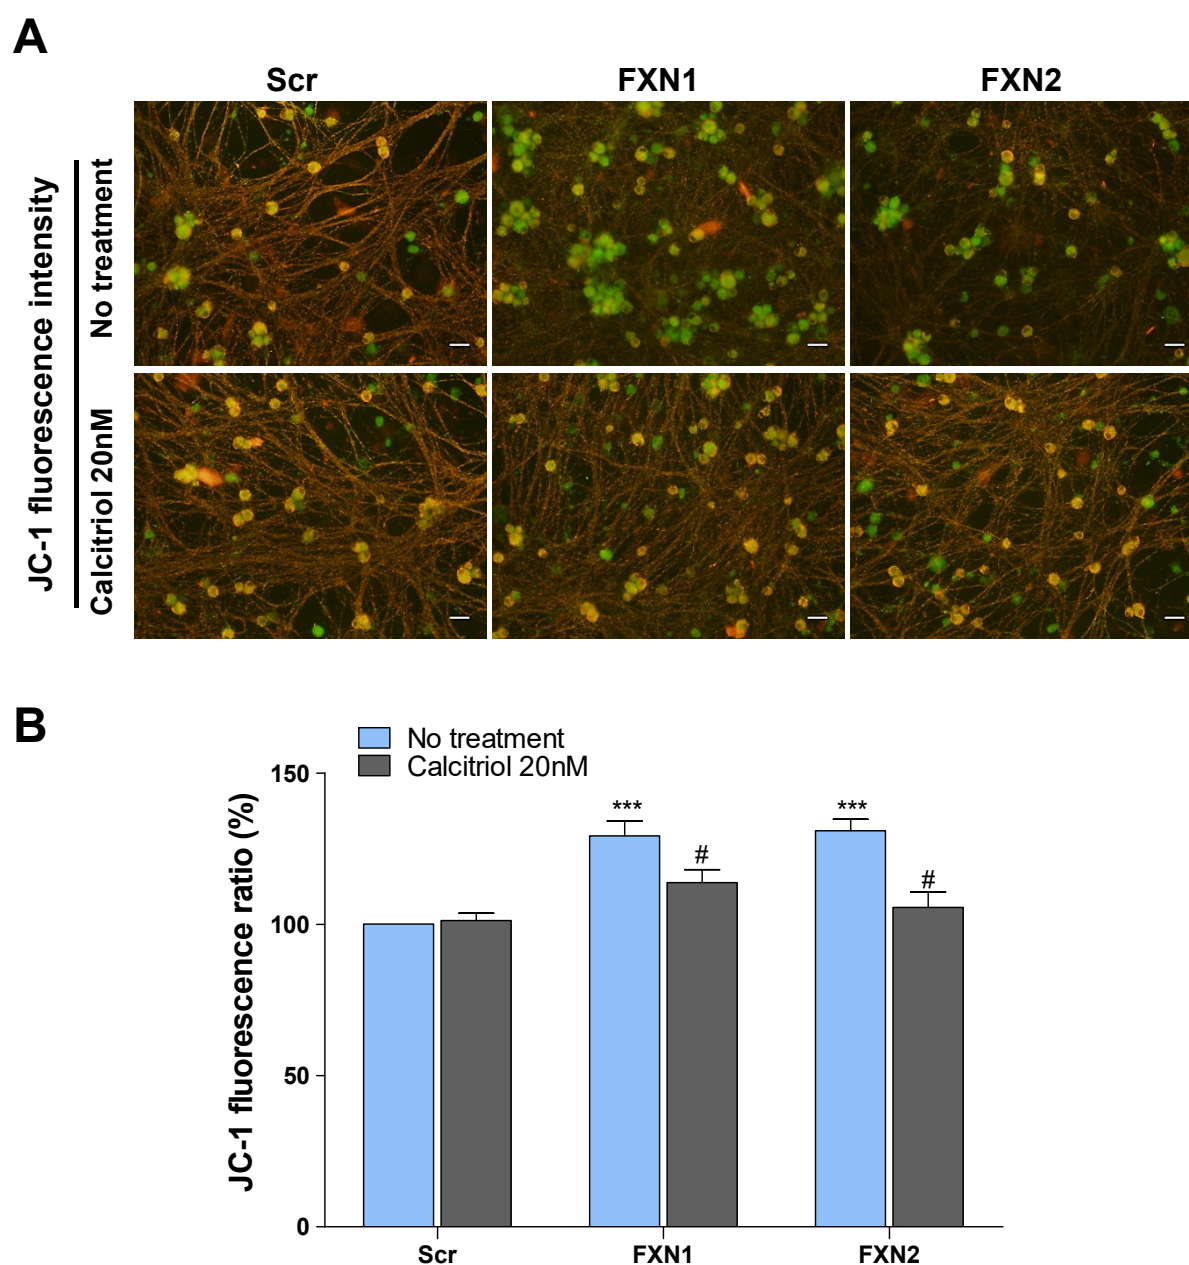 A
Scr
FXN1
FXN2
JC-1 fluorescence intensity
No treatment
Calcitriol 20nM
B
No treatment
Calcitriol 20nM
JC-1 fluorescence ratio (%)
150
100
50
0
***
#
***
#
Scr
FXN1
FXN2